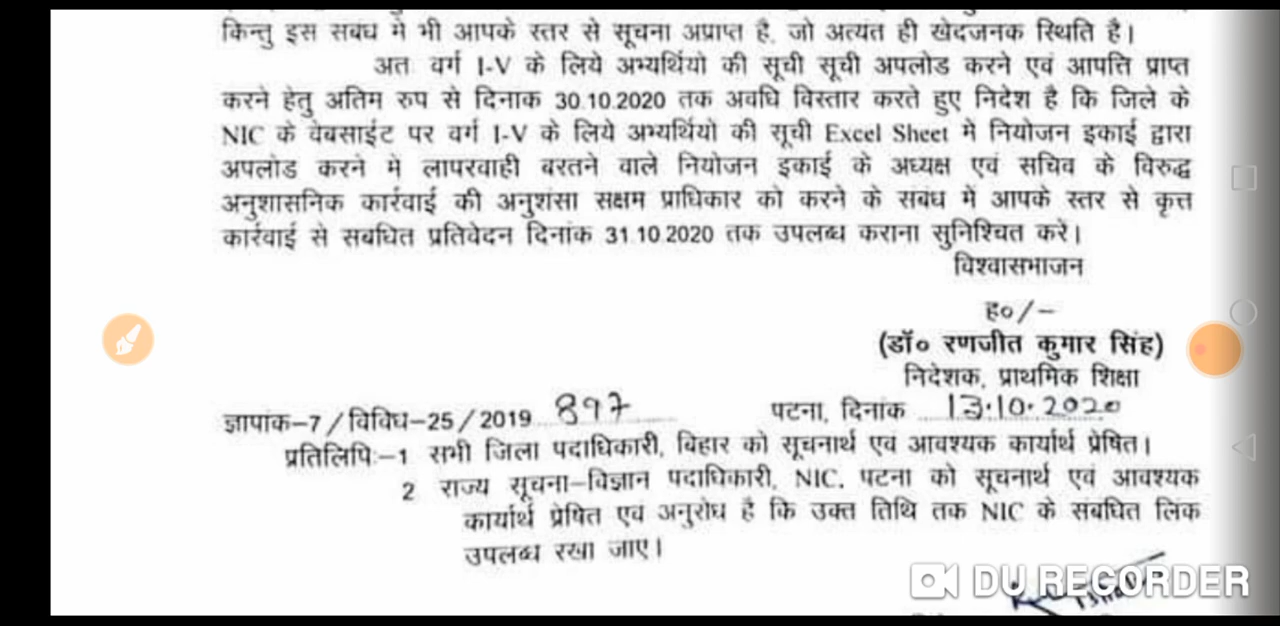 किन्तु इस सबंध मे भी आपके स्तर से सूचना अप्राप्त है, जो अत्यंत ही खेदजनक स्थिति है।
अत वर्ग I-V के लिये अभ्यर्थियो की सूची सूची अपलोड करने एवं आपत्ति प्राप्त
करने हेतु अतिम रुप से दिनाक 30.10.2020 तक अवधि विस्तार करते हुए निदेश है कि जिले के
NIC के वेबसाईट पर वर्ग I-V के लिये अभ्यर्थियो की सूची Excel Sheet मे नियोजन इकाई द्वारा
अपलोड करने मे लापरवाही बरतने वाले नियोजन इकाई के अध्यक्ष एवं सचिव के विरुद्ध
अनुशासनिक कार्रवाई की अनुशंसा सक्षम प्राधिकार को करने के सबंध में आपके स्तर से कृत्त
कार्रवाई से सबधित प्रतिवेदन दिनांक 31.10.2020 तक उपलब्ध कराना सुनिश्चित करें।
विश्वासभाजन
ह०/-
(डॉ० रणजीत कुमार सिंह)
निदेशक, प्राथमिक शिक्षा
ज्ञापांक-7/विविध-25/2019 897 पटना, दिनांक 13.10.2020
प्रतिलिपि:-1 सभी जिला पदाधिकारी, बिहार को सूचनार्थ एवं आवश्यक कार्यार्थ प्रेषित।
2 राज्य सूचना-विज्ञान पदाधिकारी, NIC. पटना को सूचनार्थ एवं आवश्यक
कार्यार्थ प्रेषित एवं अनुरोध है कि उक्त तिथि तक NIC के संबधित लिंक
उपलब्ध रखा जाए।
DU RECORDER